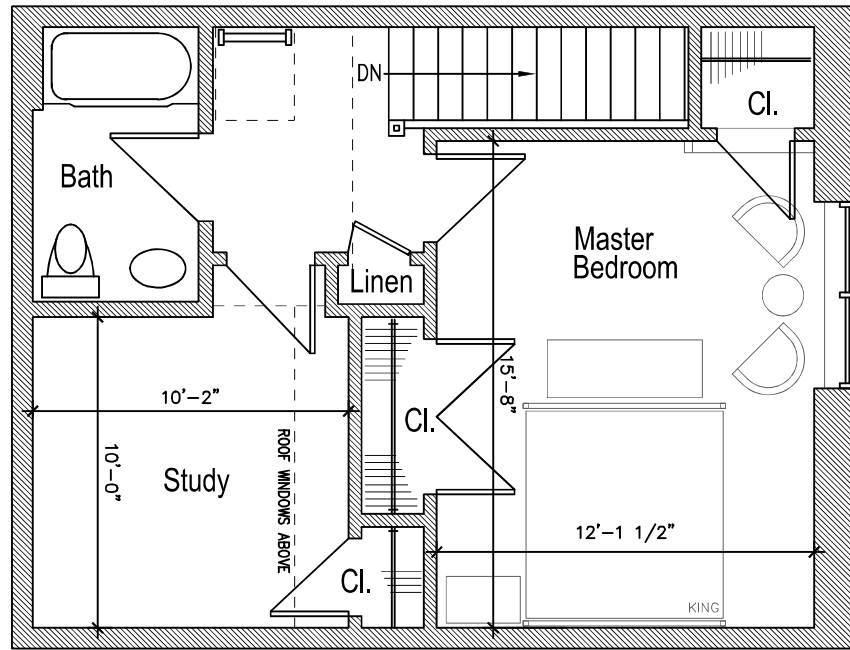 DN
Cl.
Bath
Master
Bedroom
Linen
15'-8"
10'-2"
Cl.
10'-0"
ROOF WINDOWS ABOVE
Study
12'-1 1/2"
Cl.
KING